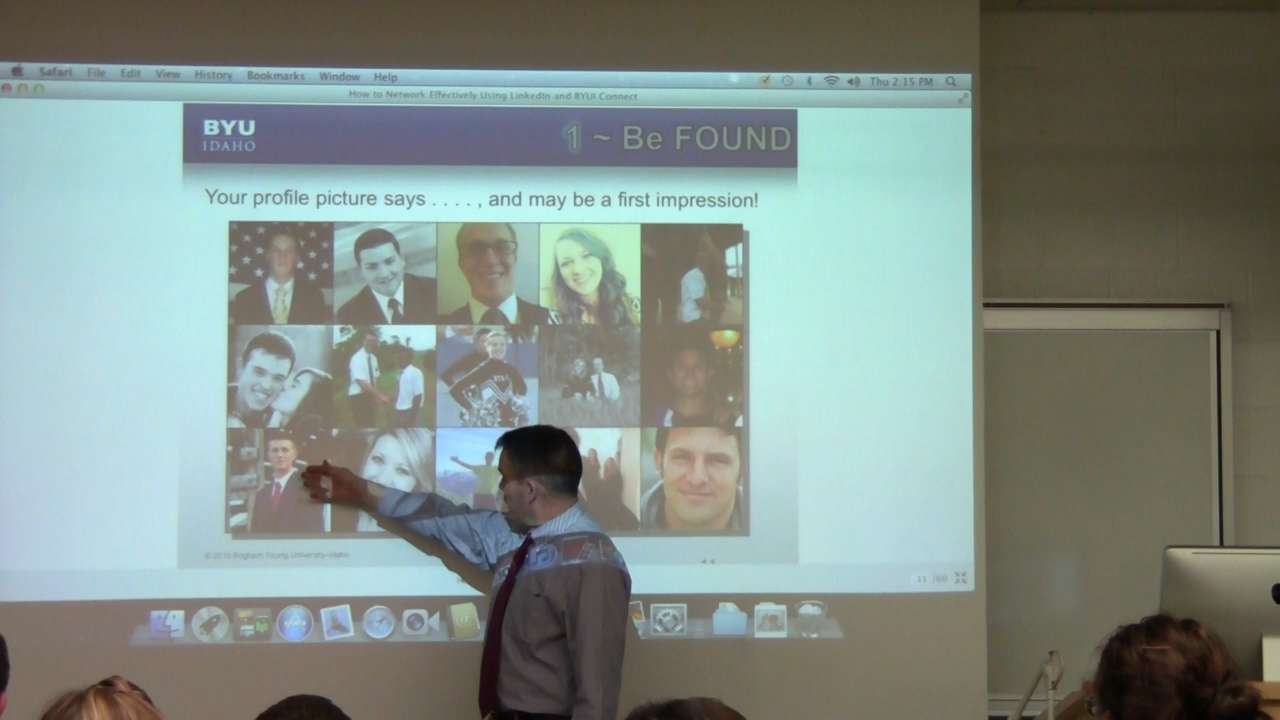 Safari File Edit View History Bookmarks Window Help Thu 2:15 PM
How to Network Effectively Using LinkedIn and BYUI Connect
BYU
IDAHO
1 ~ Be FOUND
Your profile picture says . . . . , and may be a first impression!
© 2010 Brigham Young University-Idaho
11 /60